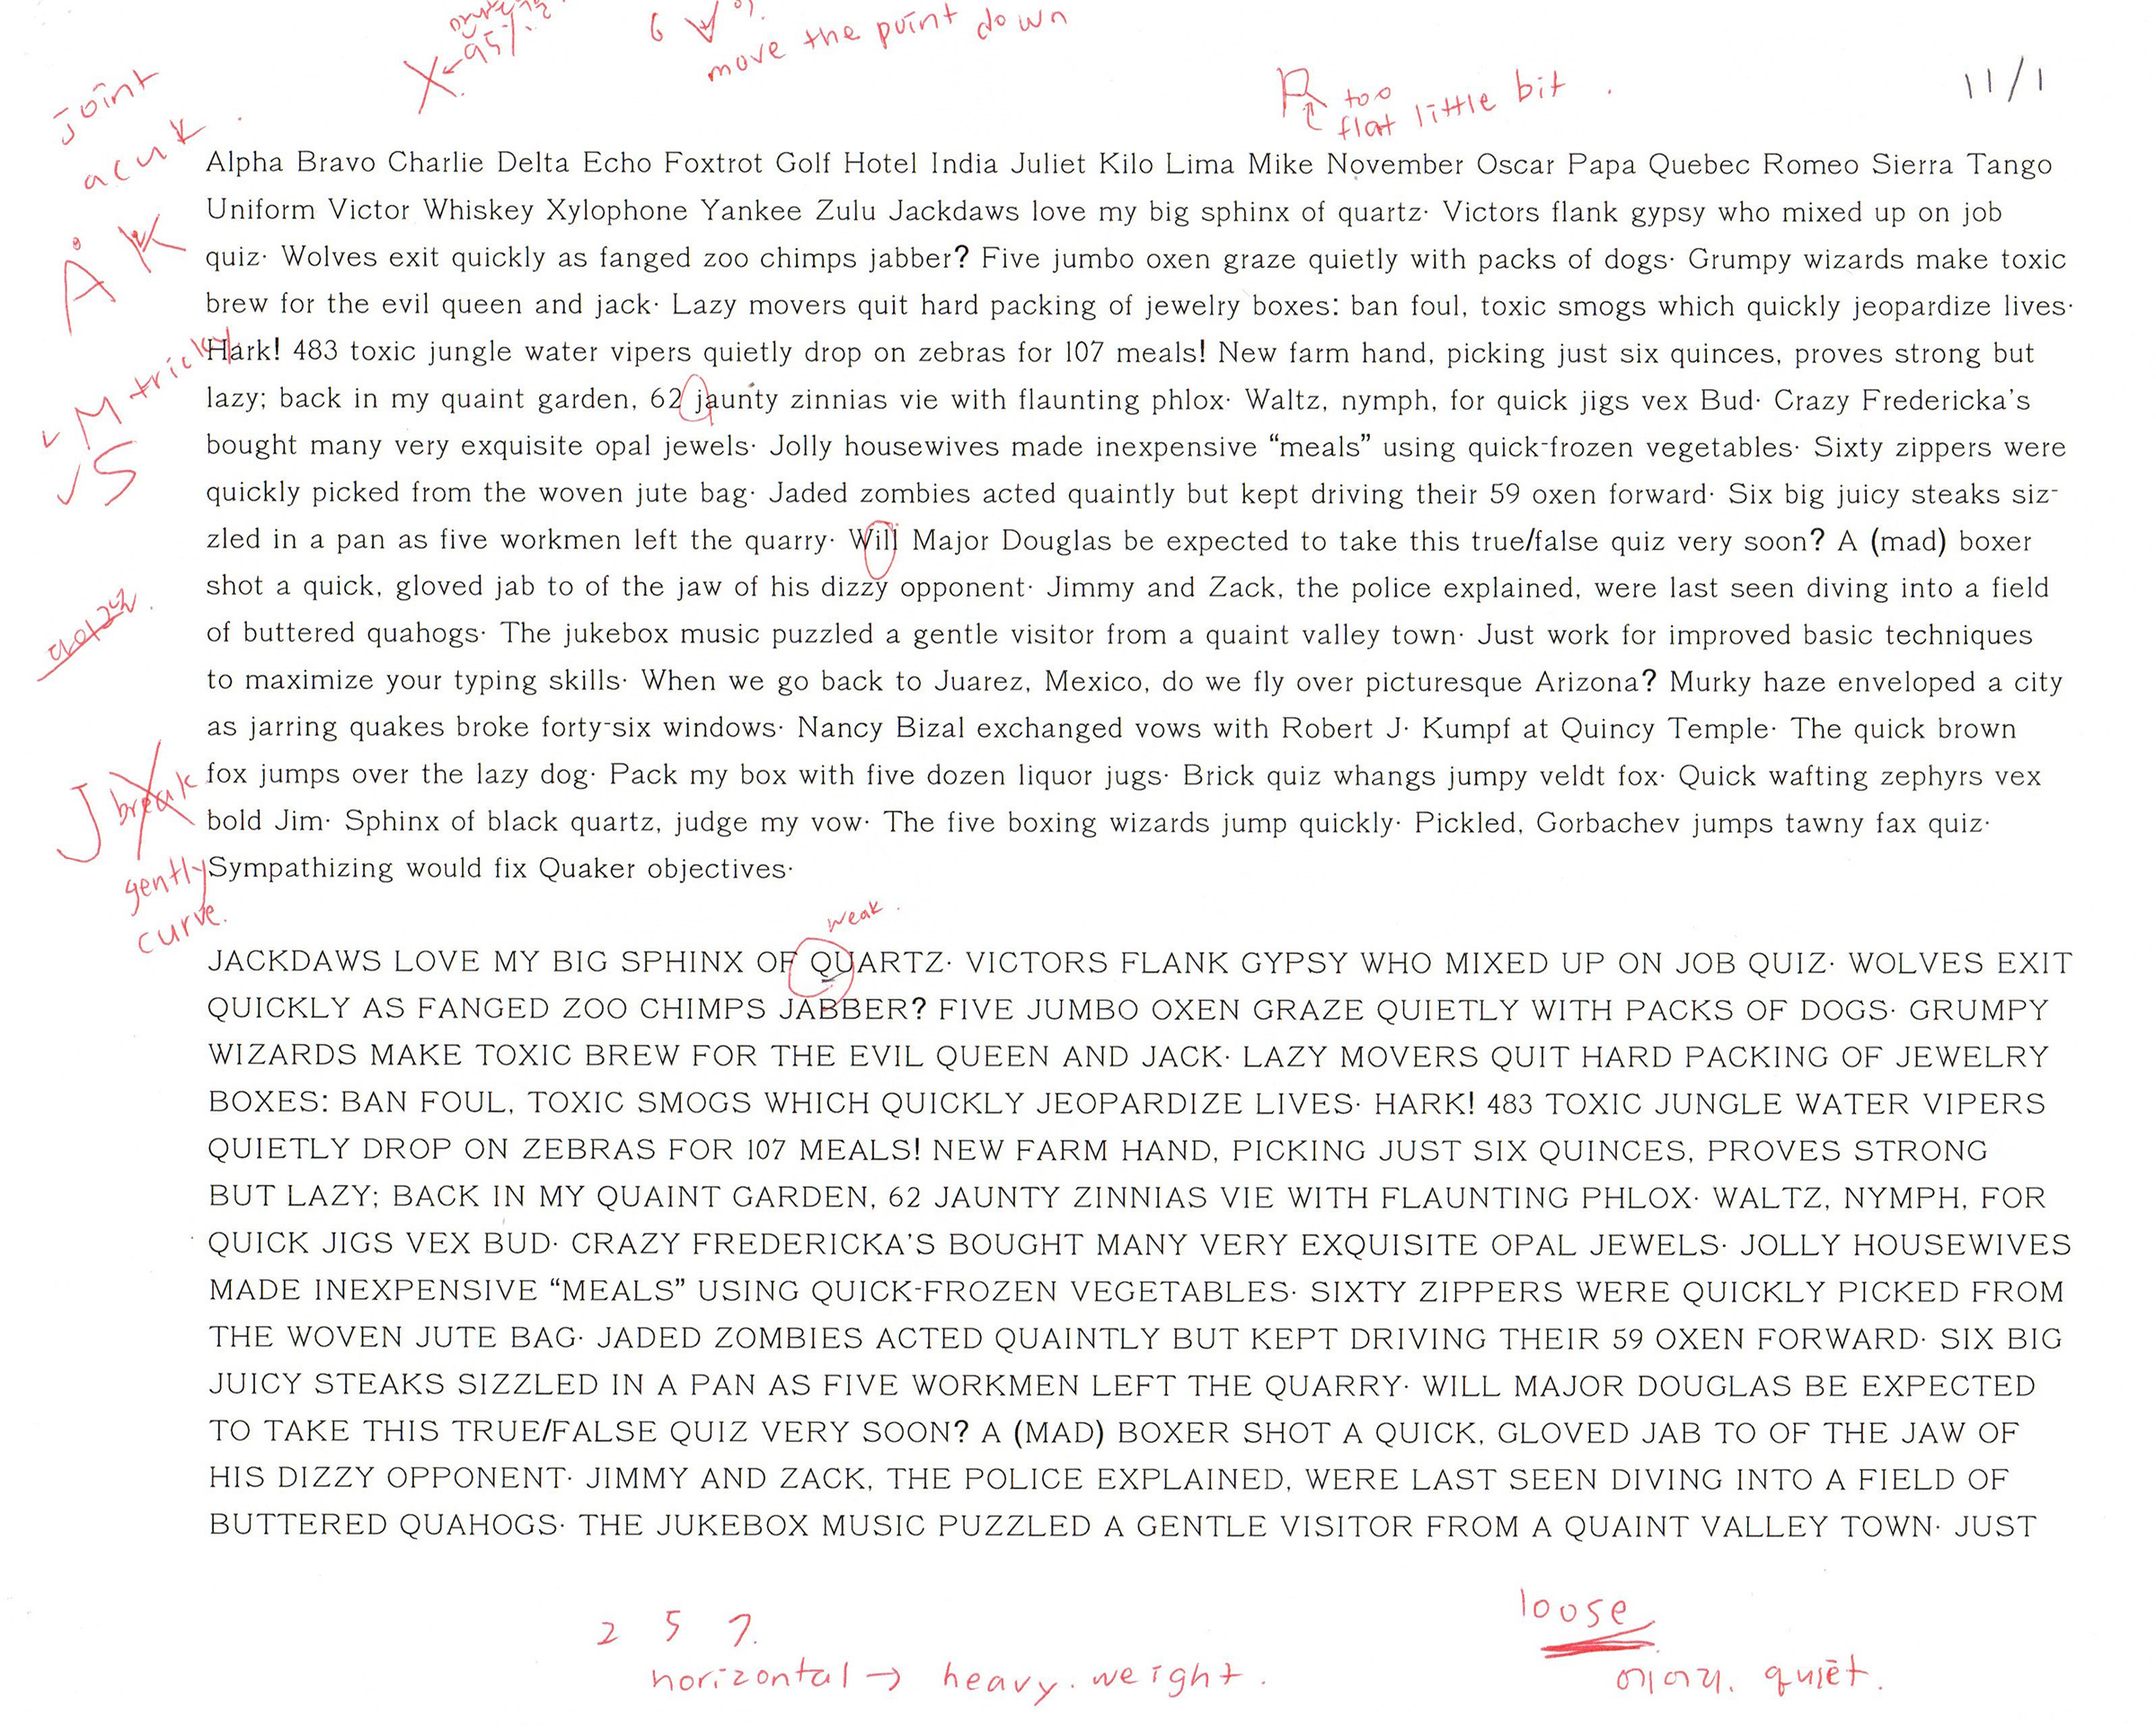 95%
6
move the point down
joint
acuk.
X
R too
flat little bit.
11/1
Alpha Bravo Charlie Delta Echo Foxtrot Golf Hotel India Juliet Kilo Lima Mike November Oscar Papa Quebec Romeo Sierra Tango
Uniform Victor Whiskey Xylophone Yankee Zulu Jackdaws love my big sphinx of quartz· Victors flank gypsy who mixed up on job
A K
quiz· Wolves exit quickly as fanged zoo chimps jabber? Five jumbo oxen graze quietly with packs of dogs· Grumpy wizards make toxic
brew for the evil queen and jack· Lazy movers quit hard packing of jewelry boxes: ban foul, toxic smogs which quickly jeopardize lives·
Hark! 483 toxic jungle water vipers quietly drop on zebras for 107 meals! New farm hand, picking just six quinces, proves strong but
M tricky
lazy; back in my quaint garden, 62 jaunty zinnias vie with flaunting phlox· Waltz, nymph, for quick jigs vex Bud· Crazy Fredericka's
bought many very exquisite opal jewels· Jolly housewives made inexpensive “meals” using quick-frozen vegetables· Sixty zippers were
S
quickly picked from the woven jute bag· Jaded zombies acted quaintly but kept driving their 59 oxen forward· Six big juicy steaks siz-
zled in a pan as five workmen left the quarry· Will Major Douglas be expected to take this true/false quiz very soon? A (mad) boxer
shot a quick, gloved jab to of the jaw of his dizzy opponent· Jimmy and Zack, the police explained, were last seen diving into a field
of buttered quahogs· The jukebox music puzzled a gentle visitor from a quaint valley town· Just work for improved basic techniques
to maximize your typing skills· When we go back to Juarez, Mexico, do we fly over picturesque Arizona? Murky haze enveloped a city
as jarring quakes broke forty-six windows· Nancy Bizal exchanged vows with Robert J· Kumpf at Quincy Temple· The quick brown
fox jumps over the lazy dog· Pack my box with five dozen liquor jugs· Brick quiz whangs jumpy veldt fox· Quick wafting zephyrs vex
J break
bold Jim· Sphinx of black quartz, judge my vow· The five boxing wizards jump quickly· Pickled, Gorbachev jumps tawny fax quiz·
Sympathizing would fix Quaker objectives·
gently
curve.
weak.
JACKDAWS LOVE MY BIG SPHINX OF QUARTZ· VICTORS FLANK GYPSY WHO MIXED UP ON JOB QUIZ· WOLVES EXIT
QUICKLY AS FANGED ZOO CHIMPS JABBER? FIVE JUMBO OXEN GRAZE QUIETLY WITH PACKS OF DOGS· GRUMPY
WIZARDS MAKE TOXIC BREW FOR THE EVIL QUEEN AND JACK· LAZY MOVERS QUIT HARD PACKING OF JEWELRY
BOXES: BAN FOUL, TOXIC SMOGS WHICH QUICKLY JEOPARDIZE LIVES· HARK! 483 TOXIC JUNGLE WATER VIPERS
QUIETLY DROP ON ZEBRAS FOR 107 MEALS! NEW FARM HAND, PICKING JUST SIX QUINCES, PROVES STRONG
BUT LAZY; BACK IN MY QUAINT GARDEN, 62 JAUNTY ZINNIAS VIE WITH FLAUNTING PHLOX· WALTZ, NYMPH, FOR
QUICK JIGS VEX BUD· CRAZY FREDERICKA'S BOUGHT MANY VERY EXQUISITE OPAL JEWELS· JOLLY HOUSEWIVES
MADE INEXPENSIVE “MEALS” USING QUICK-FROZEN VEGETABLES· SIXTY ZIPPERS WERE QUICKLY PICKED FROM
THE WOVEN JUTE BAG· JADED ZOMBIES ACTED QUAINTLY BUT KEPT DRIVING THEIR 59 OXEN FORWARD· SIX BIG
JUICY STEAKS SIZZLED IN A PAN AS FIVE WORKMEN LEFT THE QUARRY· WILL MAJOR DOUGLAS BE EXPECTED
TO TAKE THIS TRUE/FALSE QUIZ VERY SOON? A (MAD) BOXER SHOT A QUICK, GLOVED JAB TO OF THE JAW OF
HIS DIZZY OPPONENT· JIMMY AND ZACK, THE POLICE EXPLAINED, WERE LAST SEEN DIVING INTO A FIELD OF
BUTTERED QUAHOGS· THE JUKEBOX MUSIC PUZZLED A GENTLE VISITOR FROM A QUAINT VALLEY TOWN· JUST
loose
2 5 7.
horizontal → heavy. weight.
quiet.